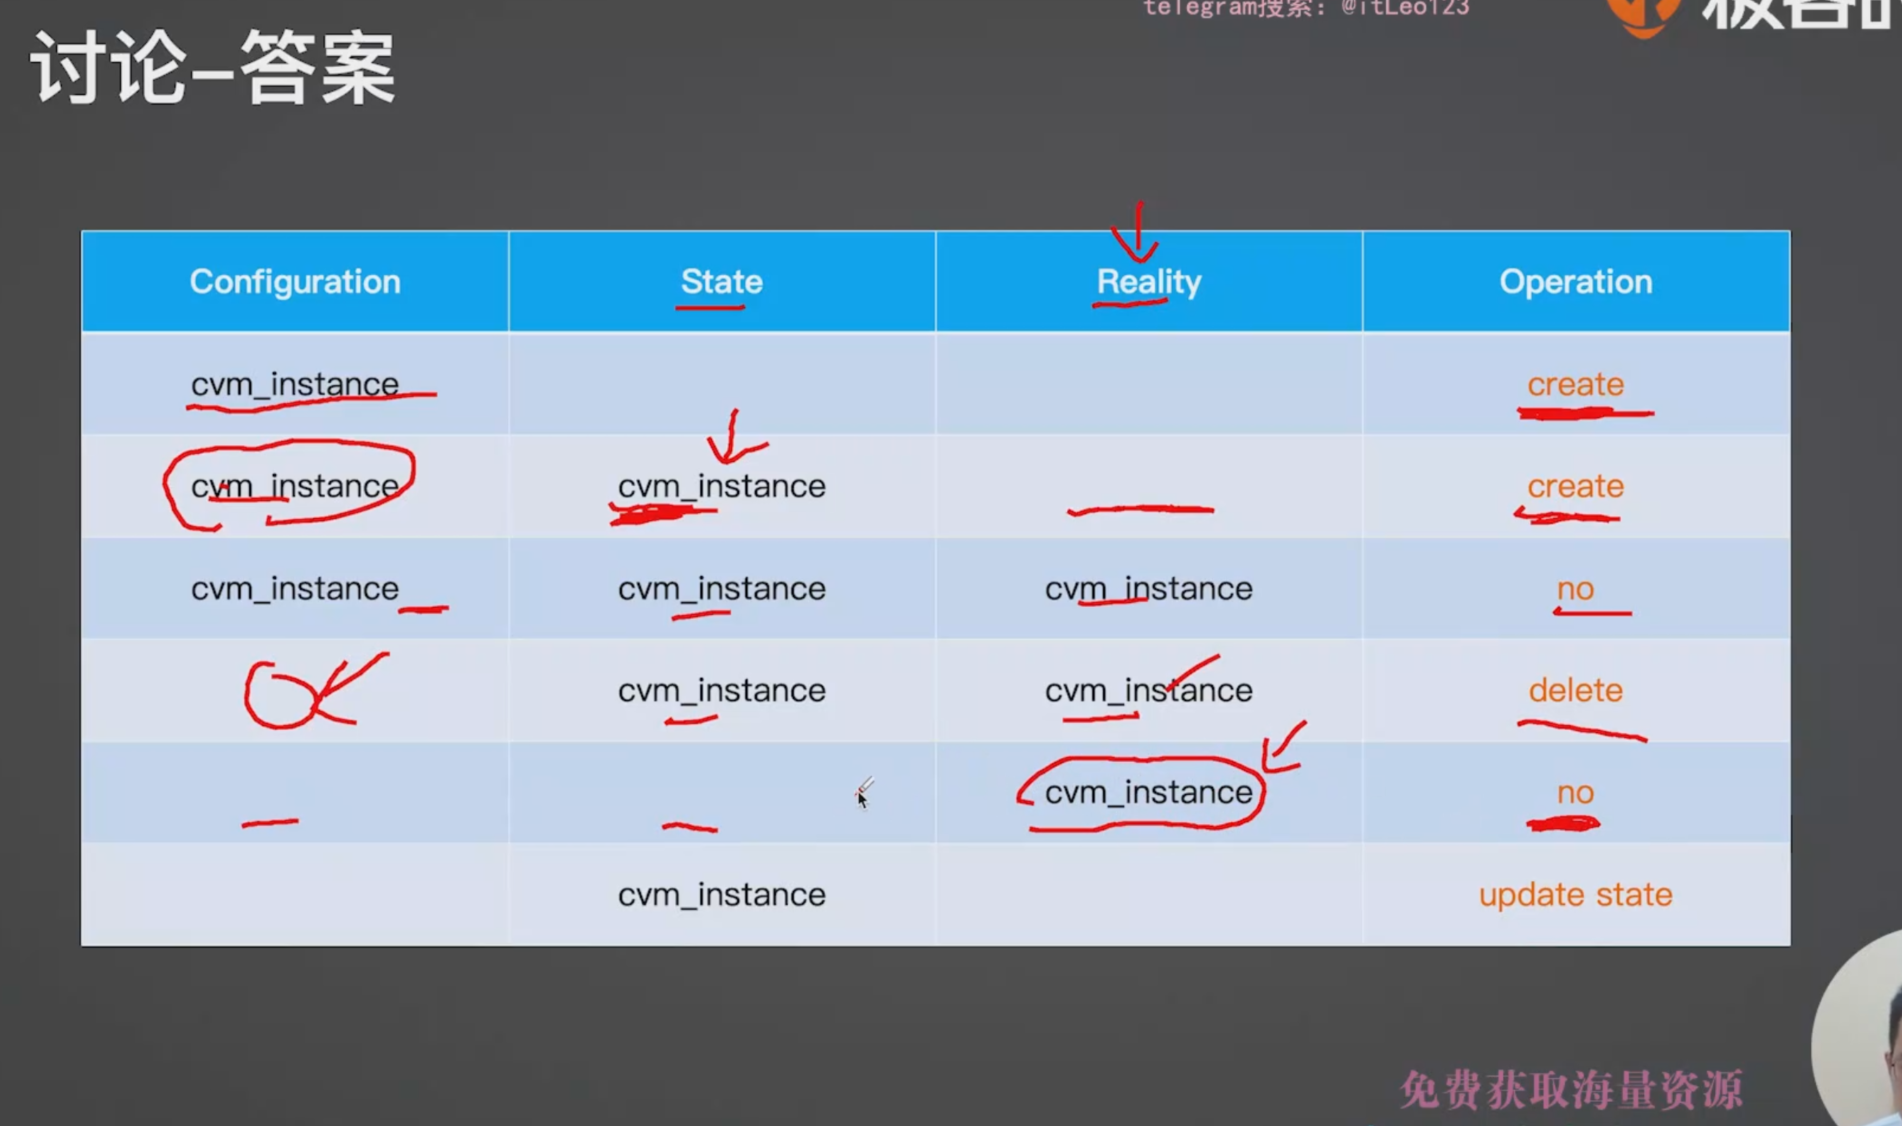 telegram搜索：@itLeo123
极客
讨论-答案
Configuration State Reality Operation
cvm_instance create
cvm_instance cvm_instance create
cvm_instance cvm_instance cvm_instance no
cvm_instance cvm_instance delete
cvm_instance no
cvm_instance update state
免费获取海量资源